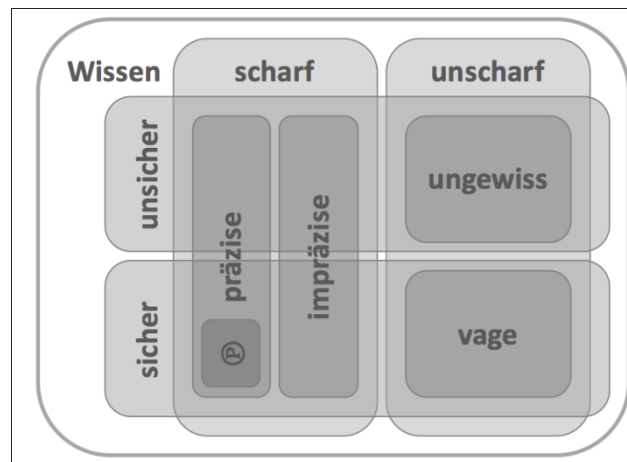 Wissen scharf unscharf
unsicher
präzise
impräzise
ungewiss
sicher
Ⓟ
vage